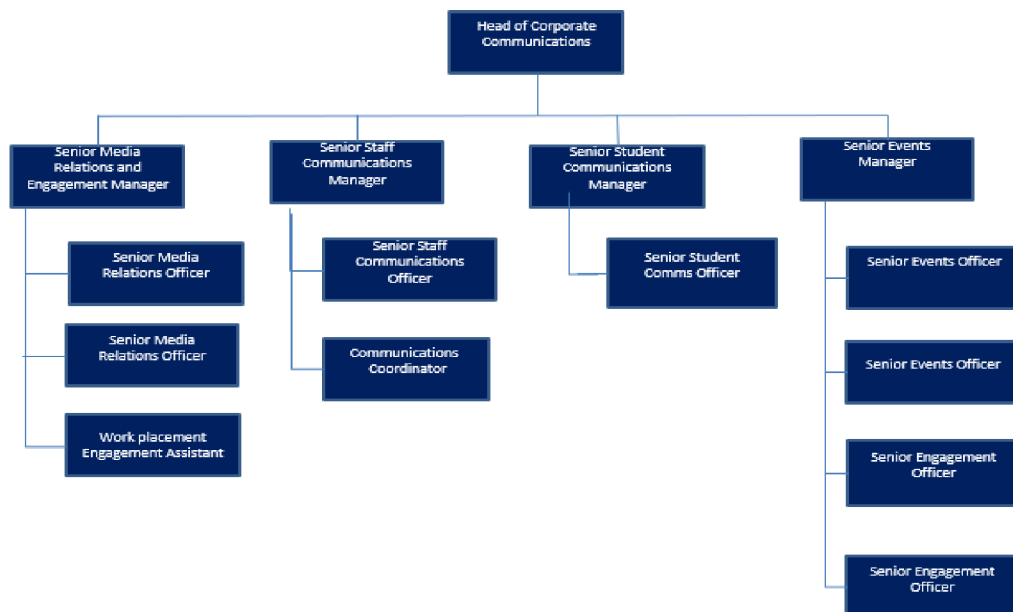 Head of Corporate
Communications
Senior Media
Relations and
Engagement Manager
Senior Staff
Communications
Manager
Senior Student
Communications
Manager
Senior Events
Manager
Senior Media
Relations Officer
Senior Media
Relations Officer
Work placement
Engagement Assistant
Senior Staff
Communications
Officer
Communications
Coordinator
Senior Student
Comms Officer
Senior Events Officer
Senior Events Officer
Senior Engagement
Officer
Senior Engagement
Officer